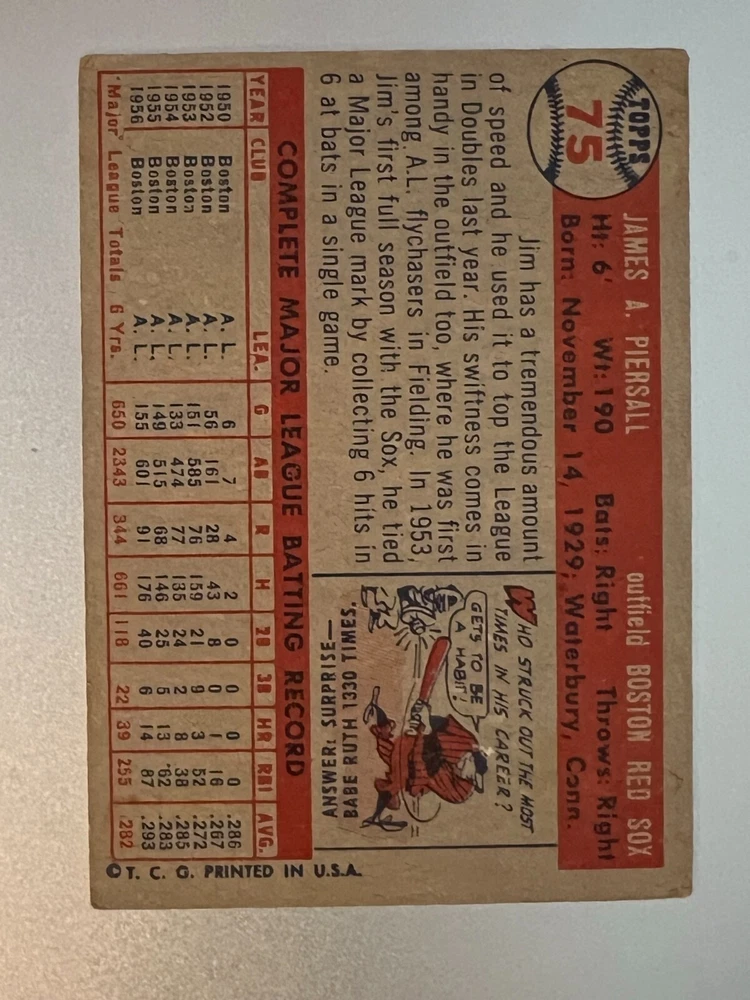 TOPPS
75
JAMES A. PIERSALL outfield BOSTON RED SOX
Ht: 6' Wt: 190 Bats: Right Throws: Right
Born: November 14, 1929; Waterbury, Conn.
Jim has a tremendous amount
of speed and he used it to top the League
in Doubles last year. His swiftness comes in
handy in the outfield too, where he was first
among A.L. flychasers in Fielding. In 1953,
Jim's first full season with the Sox, he tied
a Major League mark by collecting 6 hits in
6 at bats in a single game.
WHO STRUCK OUT THE MOST
TIMES IN HIS CAREER?
GETS TO BE
A HABIT!
ANSWER: SURPRISE—
BABE RUTH 1330 TIMES.
COMPLETE MAJOR LEAGUE BATTING RECORD
YEAR CLUB LEA. G AB R H 2B 3B HR RBI AVG.
1950 Boston A. L. 6 7 4 2 0 0 0 0 .286
1952 Boston A. L. 56 161 28 43 8 0 1 16 .267
1953 Boston A. L. 151 585 76 159 21 9 3 52 .272
1954 Boston A. L. 133 474 77 135 24 2 8 38 .285
1955 Boston A. L. 149 515 68 146 25 5 13 62 .283
1956 Boston A. L. 155 601 91 176 40 6 14 87 .293
Major League Totals 6 Yrs. 650 2343 344 661 118 22 39 255 .282
© T. C. G. PRINTED IN U.S.A.